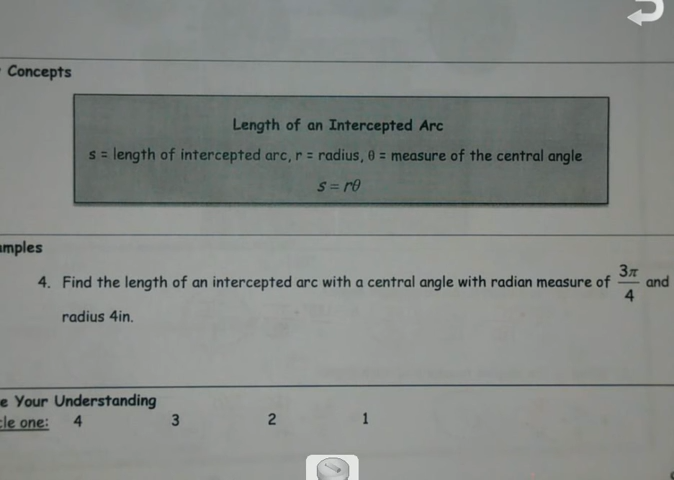 Concepts
Length of an Intercepted Arc
s = length of intercepted arc, r = radius, θ = measure of the central angle
s = rθ
amples
4. Find the length of an intercepted arc with a central angle with radian measure of 3π/4 and
radius 4in.
e Your Understanding
cle one: 4 3 2 1